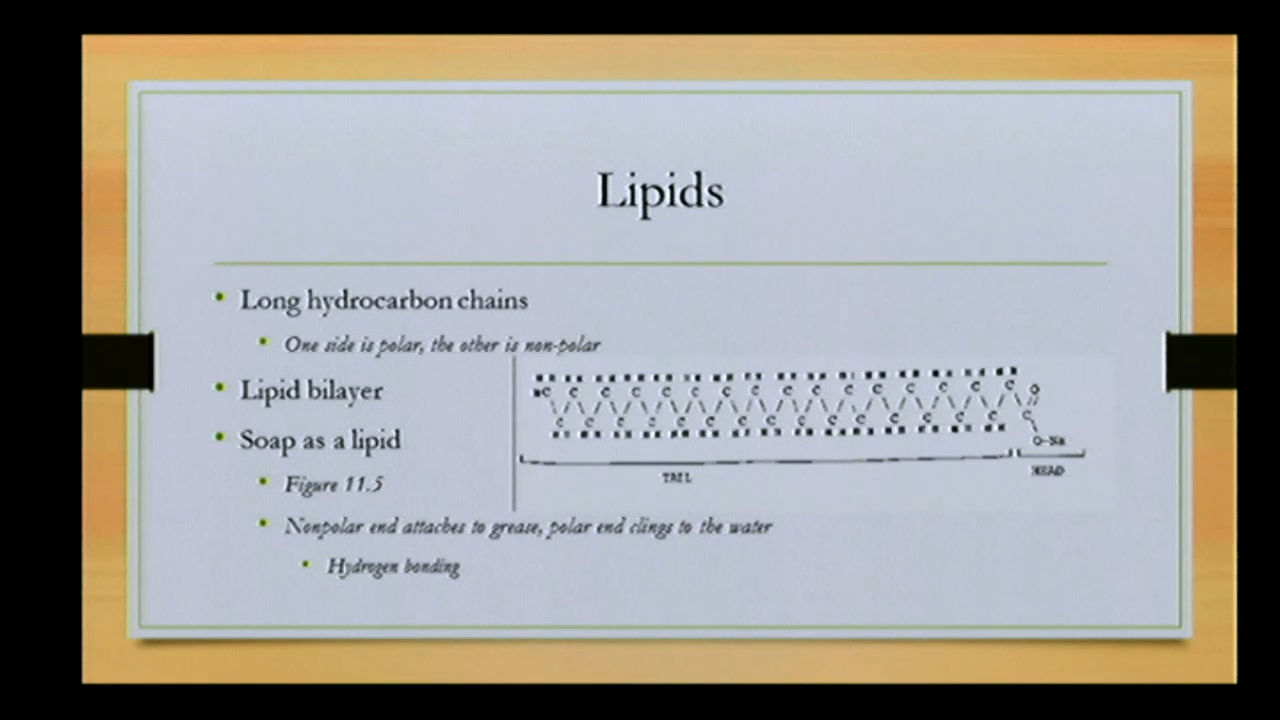 Lipids
Long hydrocarbon chains
One side is polar, the other is non-polar
Lipid bilayer
Soap as a lipid
C C C C C C C C C C C C C C C C O
C C C C C C C C C C C C C C C C
O-Na
TAIL
HEAD
Figure 11.5
Nonpolar end attaches to grease, polar end clings to the water
Hydrogen bonding